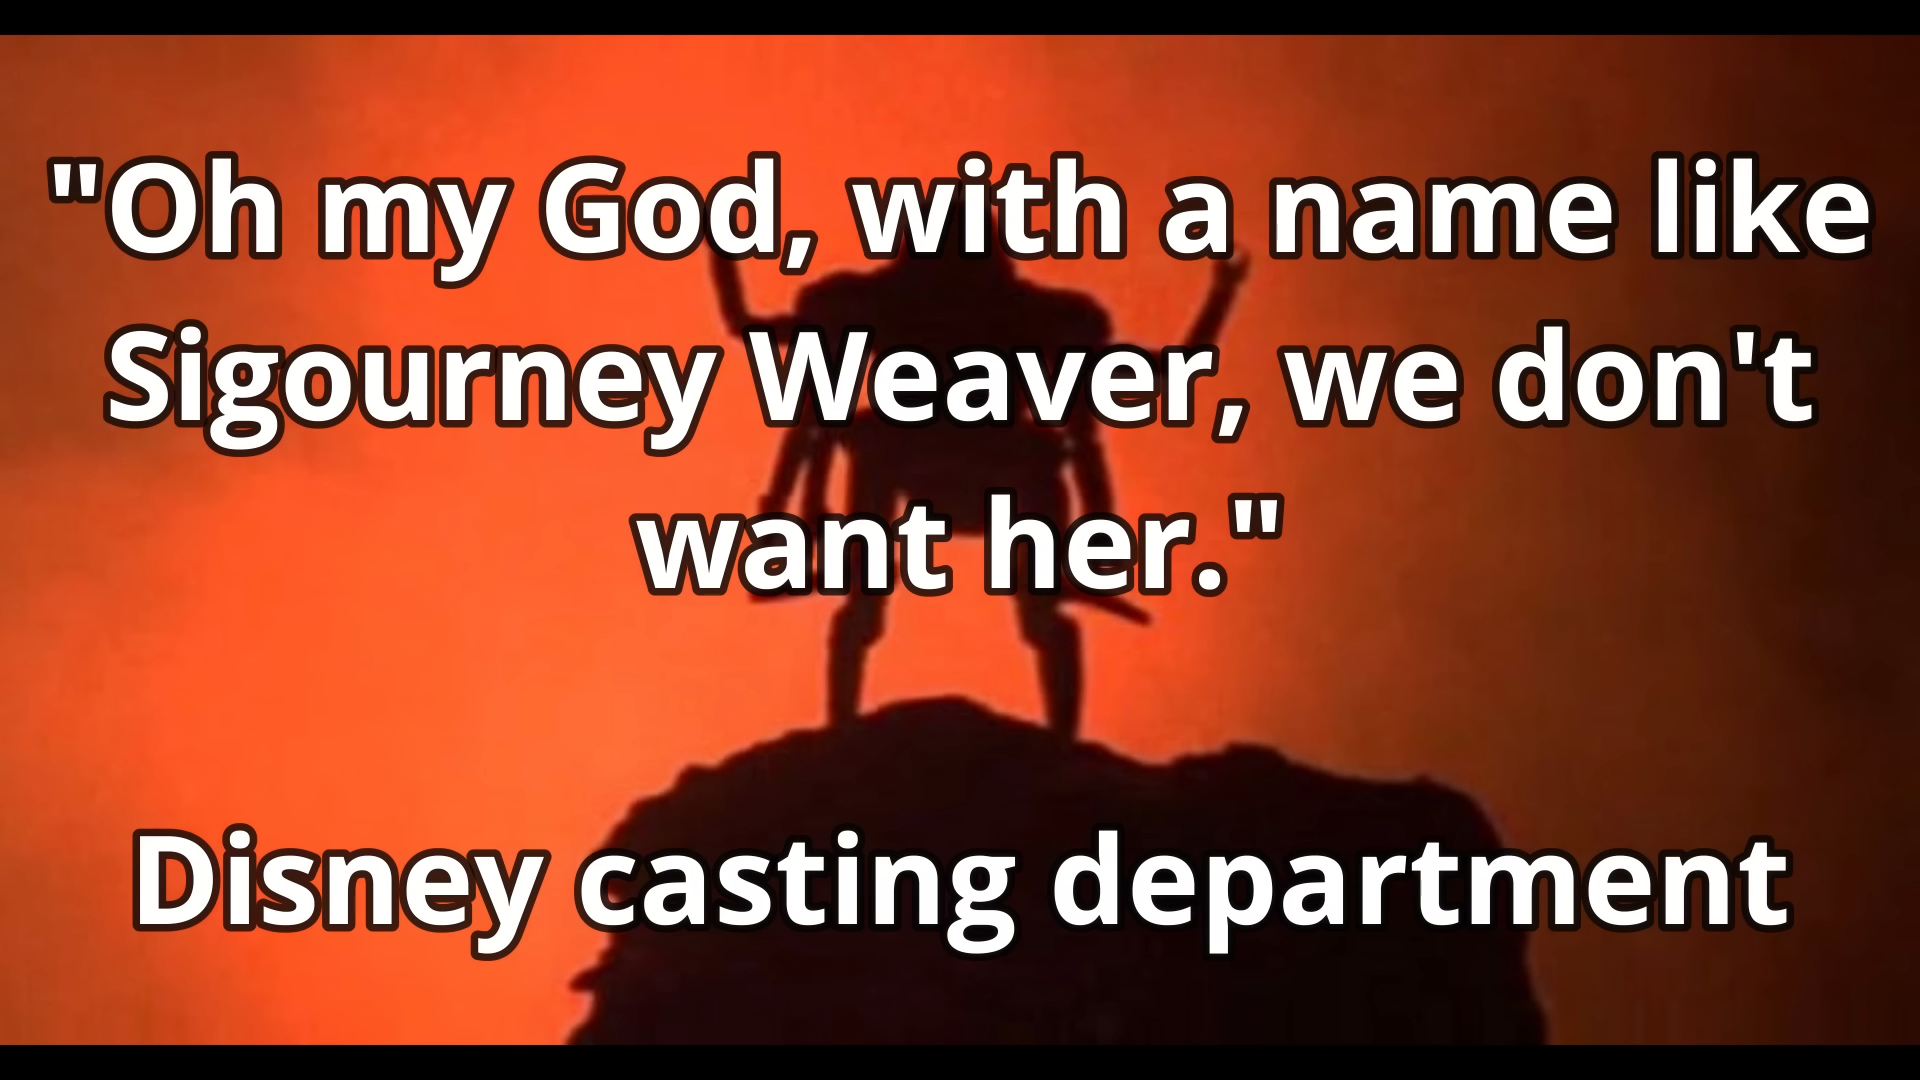 "Oh my God, with a name like
Sigourney Weaver, we don't
want her."
Disney casting department